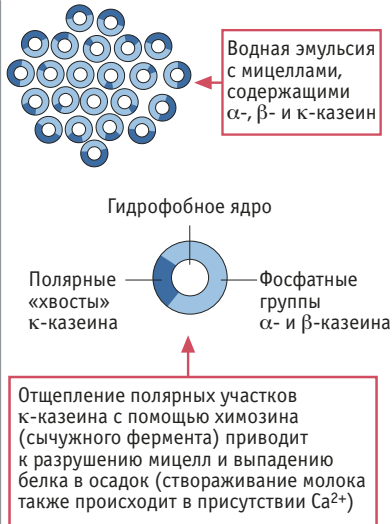 Водная эмульсия
с мицеллами,
содержащими
α-, β- и κ-казеин
Гидрофобное ядро
Полярные
«хвосты»
κ-казеина
Фосфатные
группы
α- и β-казеина
Отщепление полярных участков
κ-казеина с помощью химозина
(сычужного фермента) приводит
к разрушению мицелл и выпадению
белка в осадок (створаживание молока
также происходит в присутствии Ca²⁺)